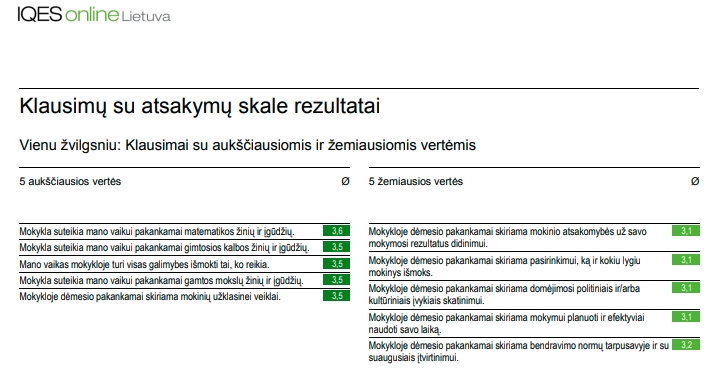 IQES online Lietuva
Klausimų su atsakymų skale rezultatai
Vienu žvilgsniu: Klausimai su aukščiausiomis ir žemiausiomis vertėmis
5 aukščiausios vertės Ø
Mokykla suteikia mano vaikui pakankamai matematikos žinių ir įgūdžių. 3,6
Mokykla suteikia mano vaikui pakankamai gimtosios kalbos žinių ir įgūdžių. 3,5
Mano vaikas mokykloje turi visas galimybes išmokti tai, ko reikia. 3,5
Mokykla suteikia mano vaikui pakankamai gamtos mokslų žinių ir įgūdžių. 3,5
Mokykloje dėmesio pakankamai skiriama mokinių užklasinei veiklai. 3,5
5 žemiausios vertės Ø
Mokykloje dėmesio pakankamai skiriama mokinio atsakomybės už savo 3,1
mokymosi rezultatus didinimui.
Mokykloje dėmesio pakankamai skiriama pasirinkimui, ką ir kokiu lygiu 3,1
mokinys išmoks.
Mokykloje dėmesio pakankamai skiriama domėjimosi politiniais ir/arba 3,1
kultūriniais įvykiais skatinimui.
Mokykloje dėmesio pakankamai skiriama mokymui planuoti ir efektyviai 3,1
naudoti savo laiką.
Mokykloje dėmesio pakankamai skiriama bendravimo normų tarpusavyje ir su 3,2
suaugusiais įtvirtinimui.